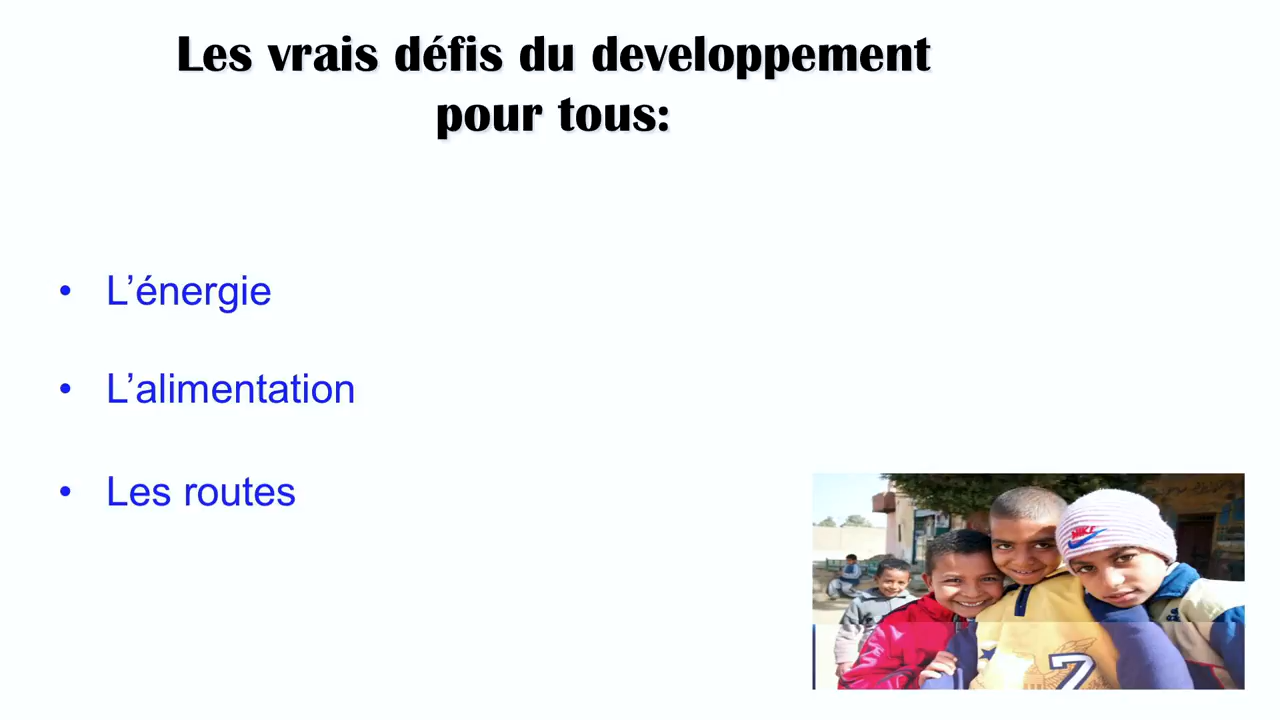 Les vrais défis du developpement
pour tous:
• L’énergie
• L’alimentation
• Les routes
NIKE
7